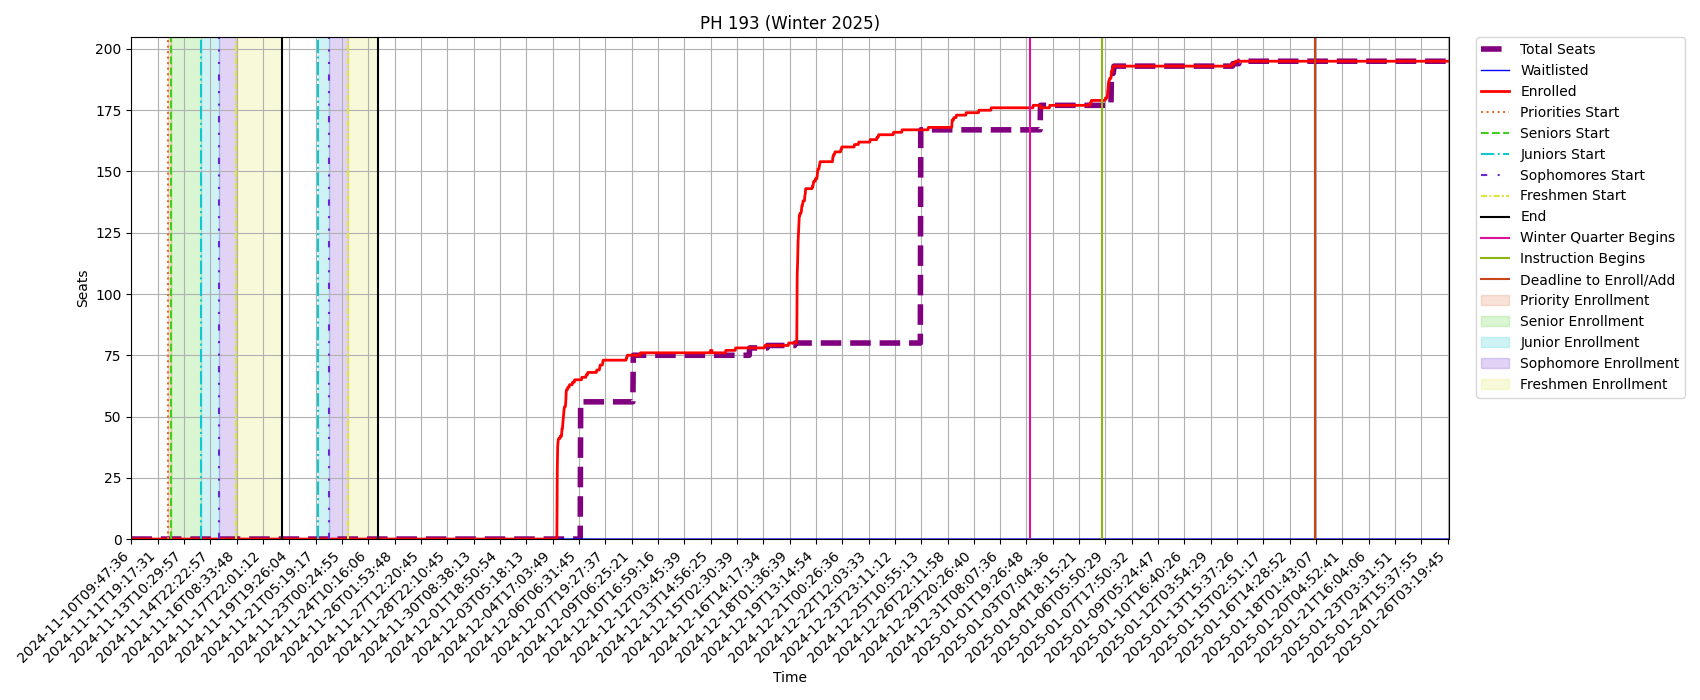 PH 193 (Winter 2025)
Seats
200
175
150
125
100
75
50
25
0
2024-11-10T09:47:36
2024-11-11T19:17:31
2024-11-13T10:29:57
2024-11-14T22:22:57
2024-11-16T08:33:48
2024-11-17T22:01:12
2024-11-19T19:26:04
2024-11-21T05:19:17
2024-11-23T00:24:55
2024-11-24T10:16:06
2024-11-26T01:53:48
2024-11-27T12:20:45
2024-11-28T22:10:45
2024-11-30T08:38:13
2024-12-01T18:50:54
2024-12-03T05:18:13
2024-12-04T17:03:49
2024-12-06T06:31:45
2024-12-07T19:27:37
2024-12-09T06:25:21
2024-12-10T16:59:16
2024-12-12T03:45:39
2024-12-13T14:56:25
2024-12-15T02:30:39
2024-12-16T14:17:34
2024-12-18T01:36:39
2024-12-19T13:14:54
2024-12-21T00:26:36
2024-12-22T12:03:33
2024-12-23T23:11:12
2024-12-25T10:55:13
2024-12-26T22:11:58
2024-12-29T20:26:40
2024-12-31T08:07:36
2025-01-01T19:26:48
2025-01-03T07:04:36
2025-01-04T18:15:21
2025-01-06T05:50:29
2025-01-07T17:50:32
2025-01-09T05:24:47
2025-01-10T16:40:26
2025-01-12T03:54:29
2025-01-13T15:37:26
2025-01-15T02:51:17
2025-01-16T14:28:52
2025-01-18T01:43:07
2025-01-20T04:52:41
2025-01-21T16:04:06
2025-01-23T03:31:51
2025-01-24T15:37:55
2025-01-26T03:19:45
Time
Total Seats
Waitlisted
Enrolled
Priorities Start
Seniors Start
Juniors Start
Sophomores Start
Freshmen Start
End
Winter Quarter Begins
Instruction Begins
Deadline to Enroll/Add
Priority Enrollment
Senior Enrollment
Junior Enrollment
Sophomore Enrollment
Freshmen Enrollment